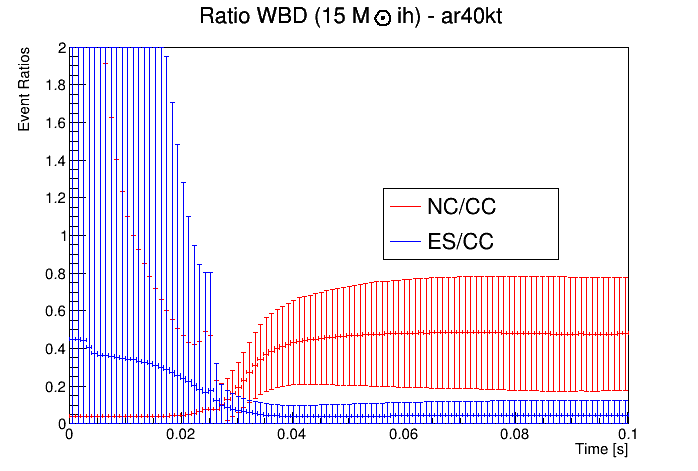 Ratio WBD (15 M⊙ ih) - ar40kt
Event Ratios
2
1.8
1.6
1.4
1.2
1
0.8
0.6
0.4
0.2
0
NC/CC
ES/CC
0 0.02 0.04 0.06 0.08 0.1
Time [s]